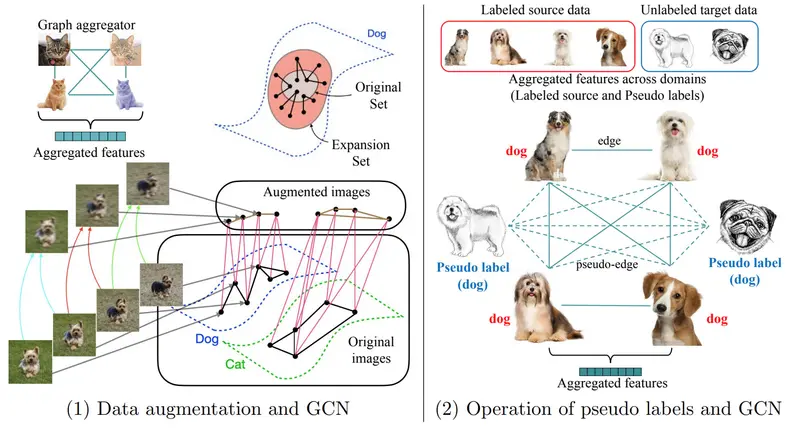 Graph aggregator
Aggregated features
Dog
Original
Set
Expansion
Set
Augmented images
Dog
Cat
Original
images
(1) Data augmentation and GCN
Labeled source data
Unlabeled target data
Aggregated features across domains
(Labeled source and Pseudo labels)
dog
edge
dog
Pseudo label
(dog)
pseudo-edge
Pseudo label
(dog)
dog
dog
Aggregated features
(2) Operation of pseudo labels and GCN